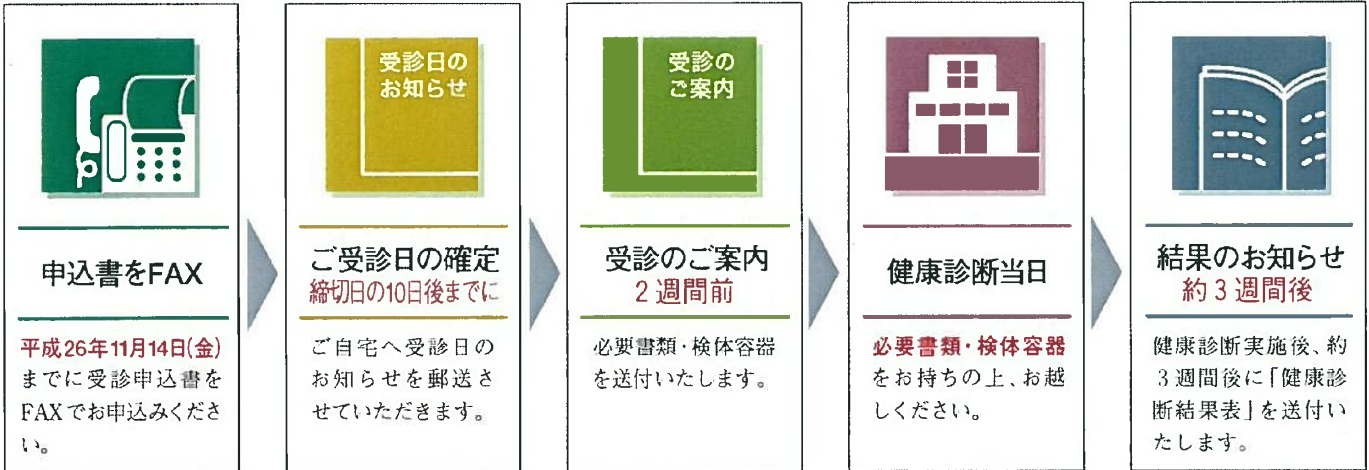 申込書をFAX
平成26年11月14日(金)
までに受診申込書を
FAXでお申込みくださ
い。
受診日の
お知らせ
ご受診日の確定
締切日の10日後までに
ご自宅へ受診日の
お知らせを郵送さ
せていただきます。
受診の
ご案内
受診のご案内
2週間前
必要書類・検体容器
を送付いたします。
健康診断当日
必要書類・検体容器
をお持ちの上、お越
しください。
結果のお知らせ
約3週間後
健康診断実施後、約
3週間後に「健康診
断結果表」を送付い
たします。